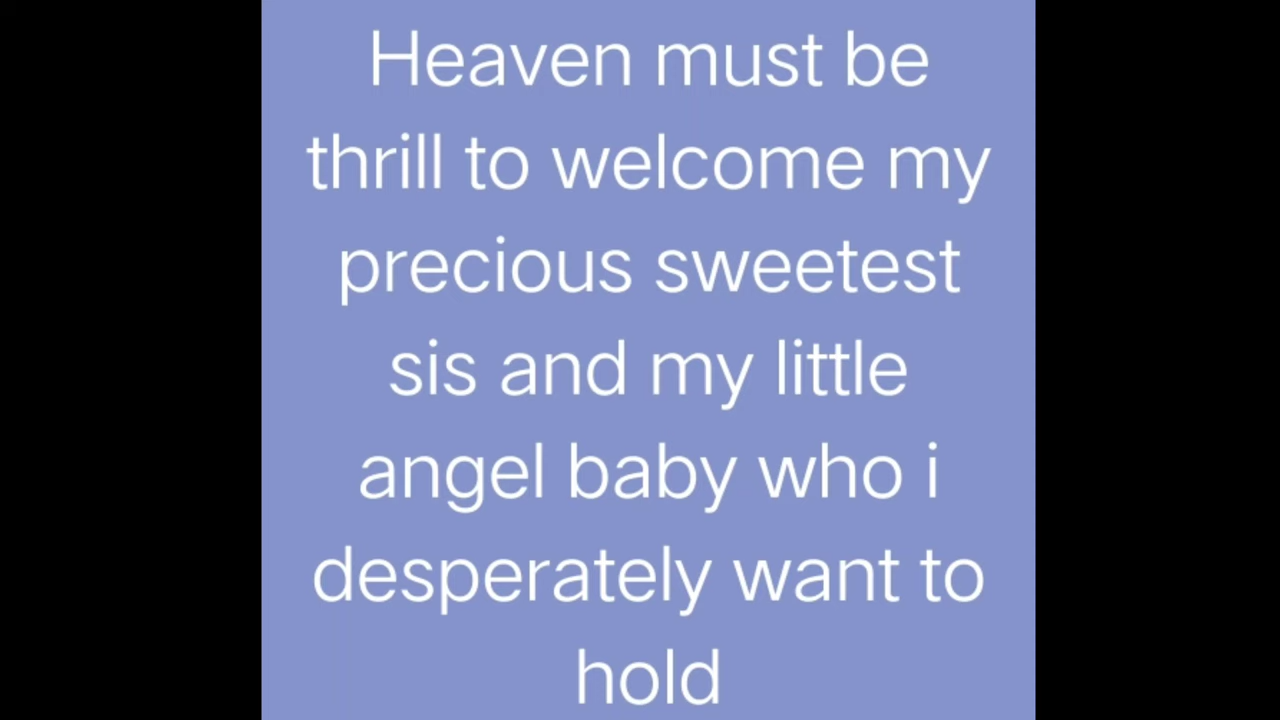 Heaven must be
thrill to welcome my
precious sweetest
sis and my little
angel baby who i
desperately want to
hold